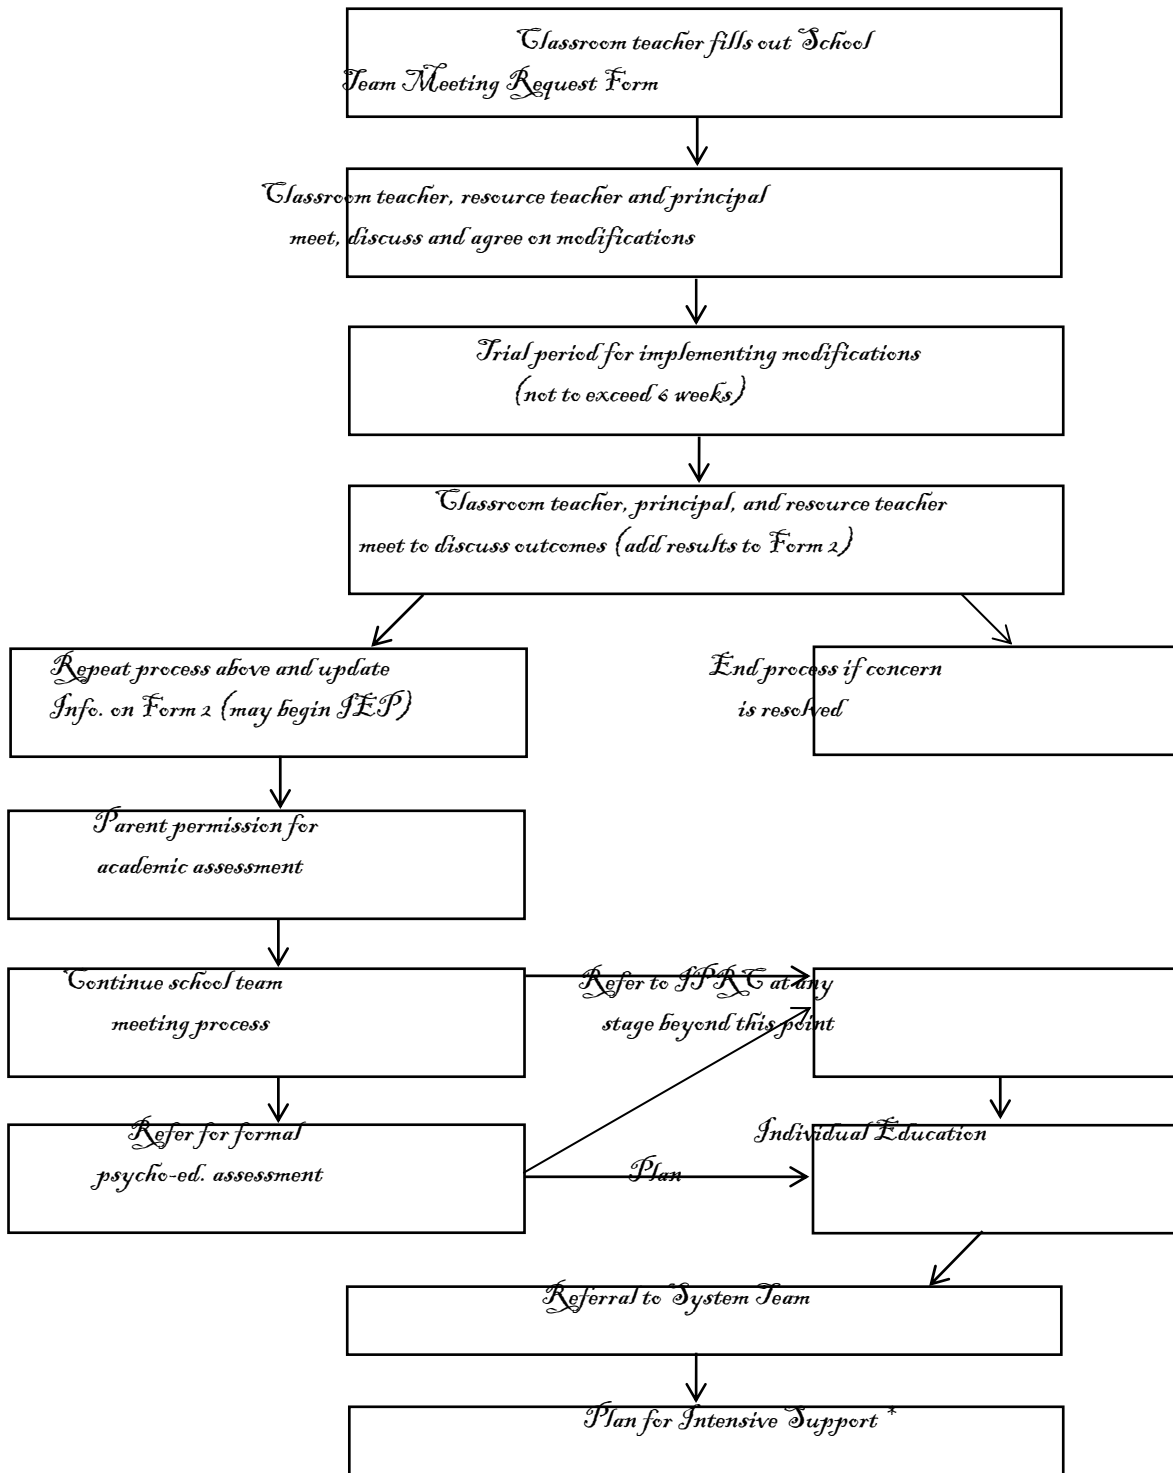 Classroom teacher fills out School
Team Meeting Request Form
Classroom teacher, resource teacher and principal
meet, discuss and agree on modifications
Trial period for implementing modifications
(not to exceed 6 weeks)
Classroom teacher, principal, and resource teacher
meet to discuss outcomes (add results to Form 2)
Repeat process above and update
Info. on Form 2 (may begin IEP)
End process if concern
is resolved
Parent permission for
academic assessment
Continue school team
meeting process
Refer to IPRC at any
stage beyond this point
Refer for formal
psycho-ed. assessment
Individual Education
Plan
Referral to System Team
Plan for Intensive Support *